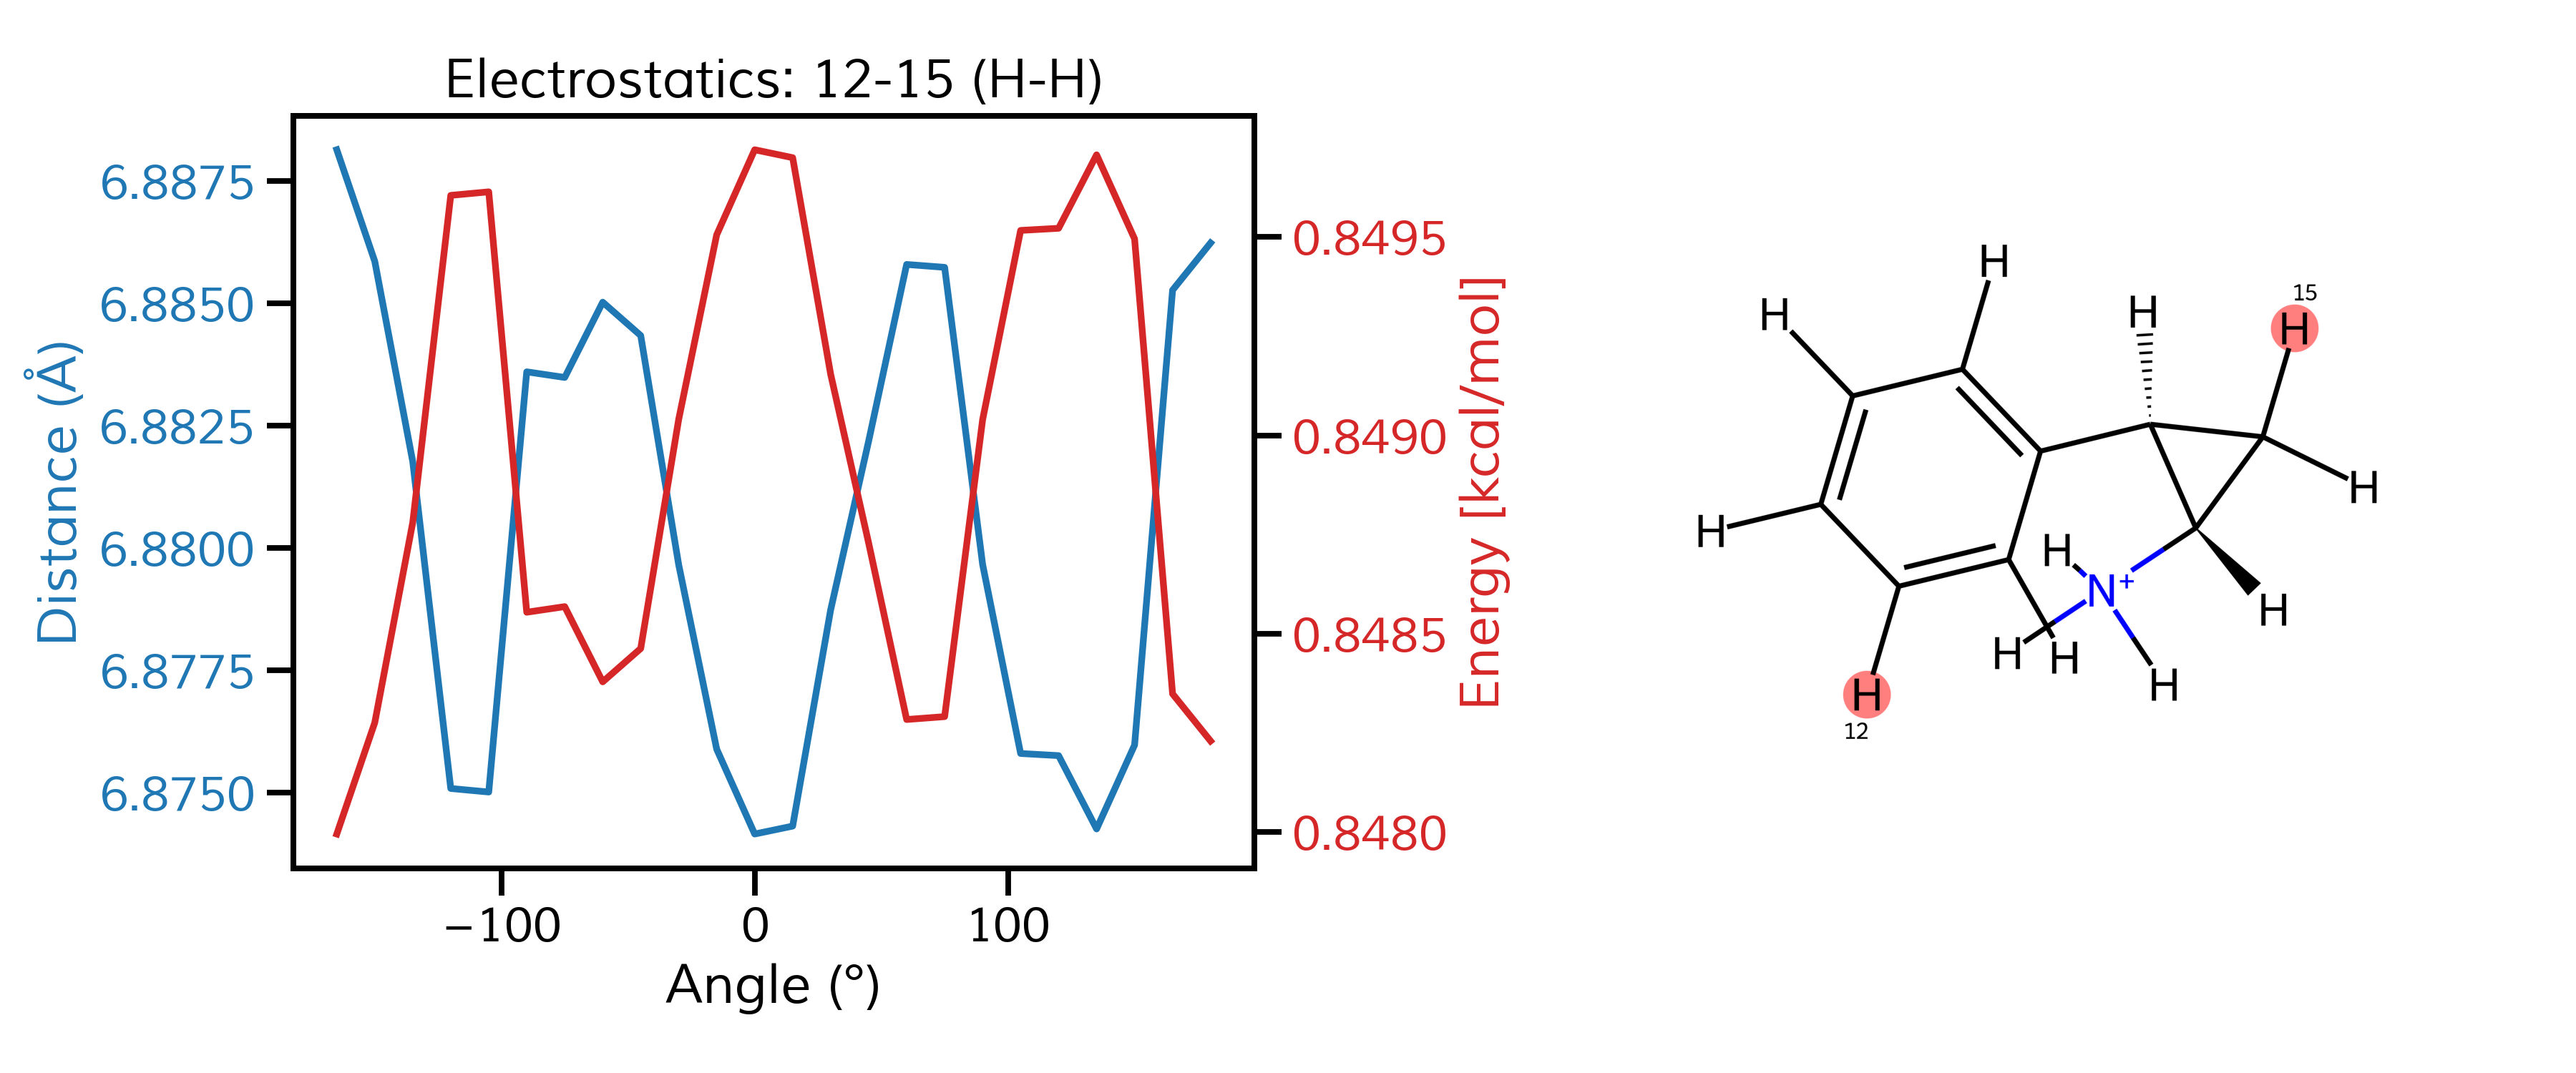 Electrostatics: 12-15 (H-H)
Distance (Å)
6.8875
6.8850
6.8825
6.8800
6.8775
6.8750
−100
0
100
Angle (°)
0.8495
0.8490
0.8485
0.8480
Energy [kcal/mol]
H
15
H
H
H
H
H
H
H
N+
H
H
H
H
H
12